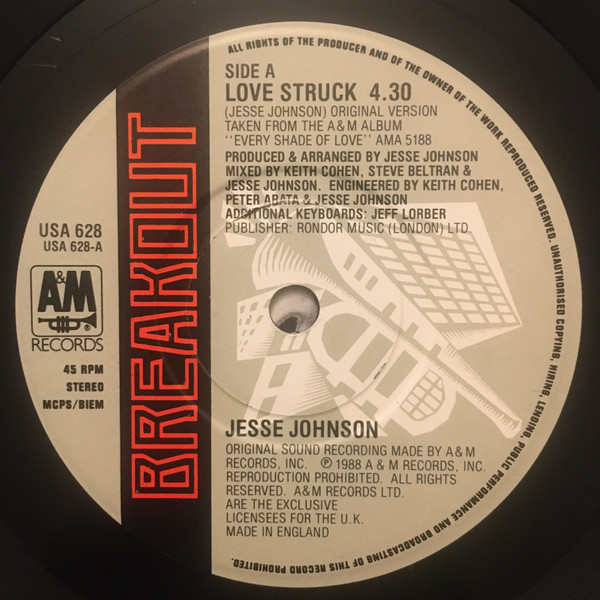 ALL RIGHTS OF THE PRODUCER AND OF THE OWNER OF THE WORK REPRODUCED RESERVED. UNAUTHORISED COPYING, HIRING, LENDING, PUBLIC PERFORMANCE AND BROADCASTING OF THIS RECORD PROHIBITED.
SIDE A
LOVE STRUCK 4.30
(JESSE JOHNSON) ORIGINAL VERSION
TAKEN FROM THE A&M ALBUM
"EVERY SHADE OF LOVE" AMA 5188
PRODUCED & ARRANGED BY JESSE JOHNSON
MIXED BY KEITH COHEN, STEVE BELTRAN &
JESSE JOHNSON. ENGINEERED BY KEITH COHEN,
PETER ABATA & JESSE JOHNSON
ADDITIONAL KEYBOARDS: JEFF LORBER
PUBLISHER: RONDOR MUSIC (LONDON) LTD.
BREAKOUT
USA 628
USA 628-A
A&M
®
RECORDS
45 RPM
STEREO
MCPS/BIEM
JESSE JOHNSON
ORIGINAL SOUND RECORDING MADE BY A & M
RECORDS, INC. ℗ 1988 A & M RECORDS, INC.
REPRODUCTION PROHIBITED. ALL RIGHTS
RESERVED. A&M RECORDS LTD.
ARE THE EXCLUSIVE
LICENSEES FOR THE U.K.
MADE IN ENGLAND